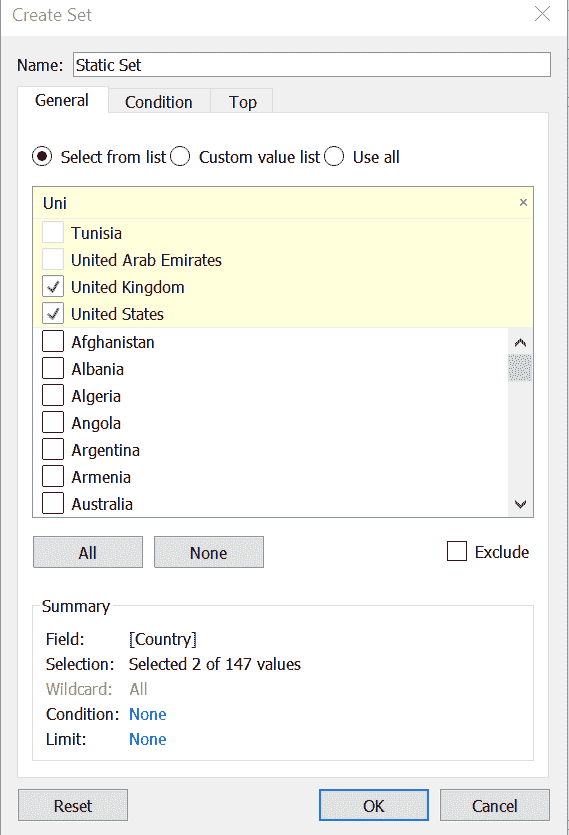 Create Set
Name: Static Set
General Condition Top
Select from list Custom value list Use all
Uni ×
Tunisia
United Arab Emirates
United Kingdom
United States
Afghanistan
Albania
Algeria
Angola
Argentina
Armenia
Australia
All None Exclude
Summary
Field: [Country]
Selection: Selected 2 of 147 values
Wildcard: All
Condition: None
Limit: None
Reset OK Cancel